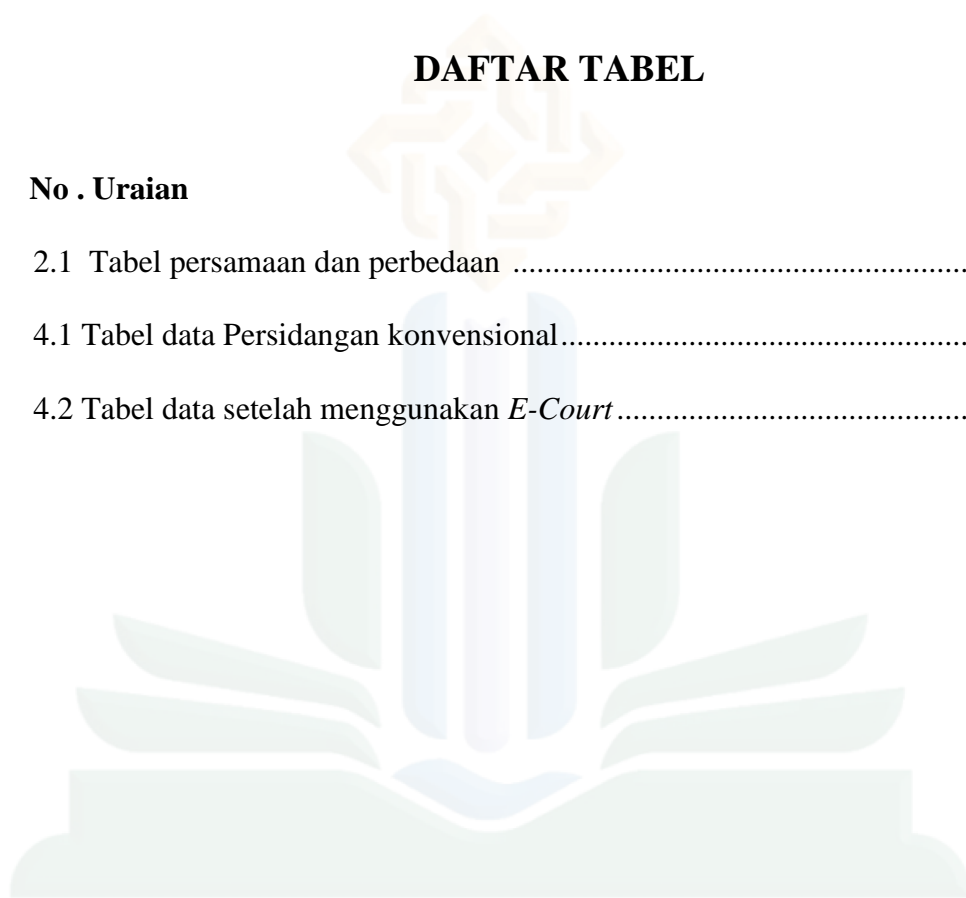 DAFTAR TABEL
No . Uraian
2.1 Tabel persamaan dan perbedaan ..........................................................
4.1 Tabel data Persidangan konvensional....................................................
4.2 Tabel data setelah menggunakan E-Court.............................................